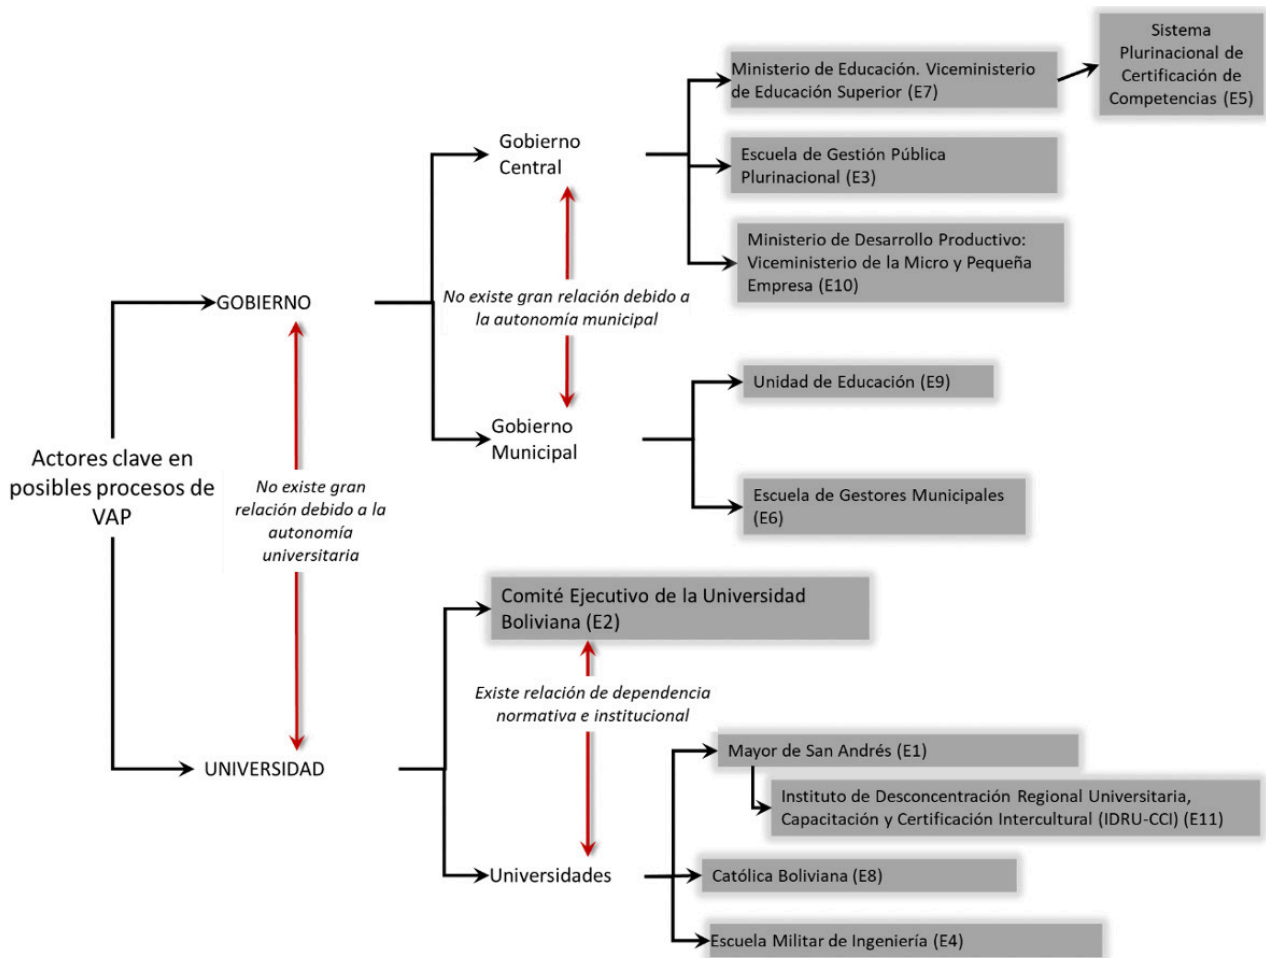 Actores clave en
posibles procesos de
VAP
GOBIERNO
No existe gran
relación debido a la
autonomía
universitaria
UNIVERSIDAD
Gobierno
Central
No existe gran relación debido a
la autonomía municipal
Gobierno
Municipal
Ministerio de Educación. Viceministerio
de Educación Superior (E7)
Sistema
Plurinacional de
Certificación de
Competencias (E5)
Escuela de Gestión Pública
Plurinacional (E3)
Ministerio de Desarrollo Productivo:
Viceministerio de la Micro y Pequeña
Empresa (E10)
Unidad de Educación (E9)
Escuela de Gestores Municipales
(E6)
Comité Ejecutivo de la Universidad
Boliviana (E2)
Existe relación de dependencia
normativa e institucional
Universidades
Mayor de San Andrés (E1)
Instituto de Desconcentración Regional Universitaria,
Capacitación y Certificación Intercultural (IDRU-CCI) (E11)
Católica Boliviana (E8)
Escuela Militar de Ingeniería (E4)